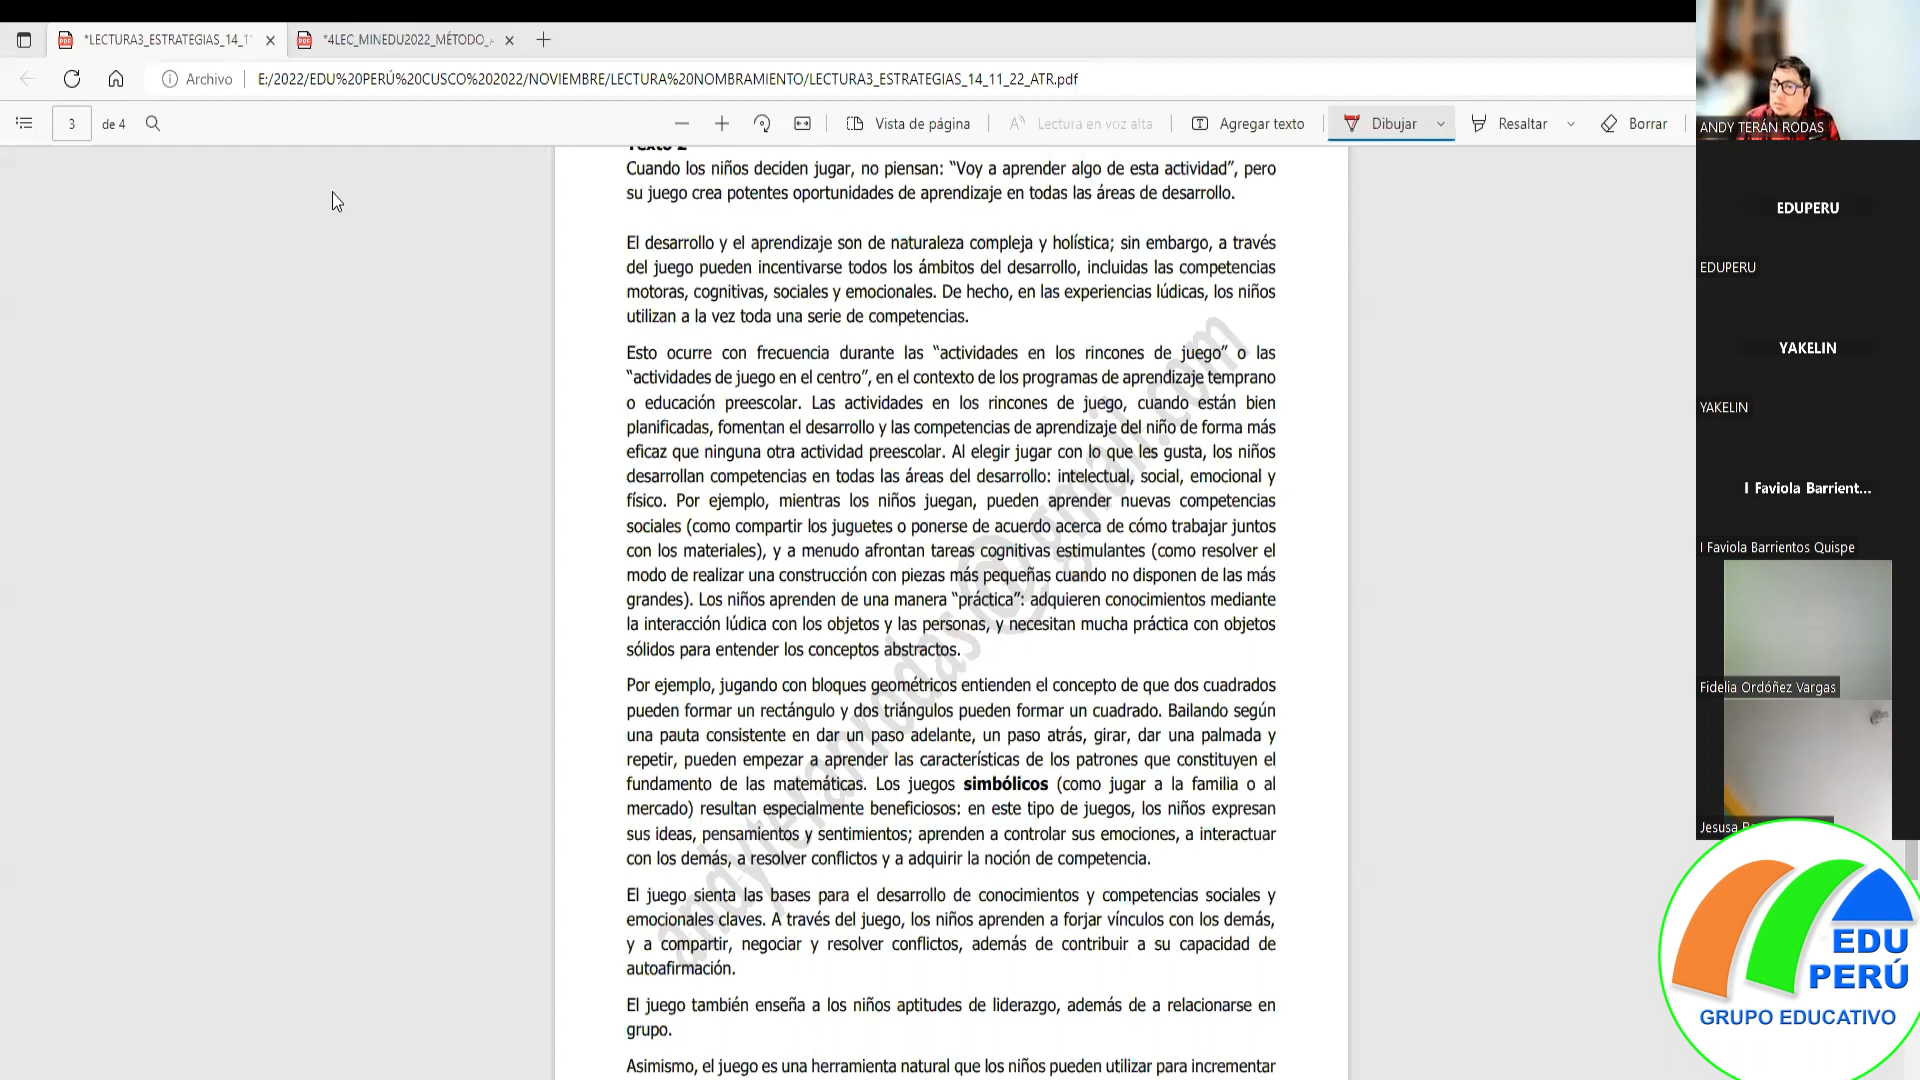 *LECTURA3_ESTRATEGIAS_14_1
*4LEC_MINEDU2022_MÉTODO_
Archivo
E:/2022/EDU%20PERÚ%20CUSCO%202022/NOVIEMBRE/LECTURA%20NOMBRAMIENTO/LECTURA3_ESTRATEGIAS_14_11_22_ATR.pdf
3 de 4
Vista de página
Lectura en voz alta
Agregar texto
Dibujar
Resaltar
Borrar
Texto 2
Cuando los niños deciden jugar, no piensan: “Voy a aprender algo de esta actividad”, pero
su juego crea potentes oportunidades de aprendizaje en todas las áreas de desarrollo.
El desarrollo y el aprendizaje son de naturaleza compleja y holística; sin embargo, a través
del juego pueden incentivarse todos los ámbitos del desarrollo, incluidas las competencias
motoras, cognitivas, sociales y emocionales. De hecho, en las experiencias lúdicas, los niños
utilizan a la vez toda una serie de competencias.
Esto ocurre con frecuencia durante las “actividades en los rincones de juego” o las
“actividades de juego en el centro”, en el contexto de los programas de aprendizaje temprano
o educación preescolar. Las actividades en los rincones de juego, cuando están bien
planificadas, fomentan el desarrollo y las competencias de aprendizaje del niño de forma más
eficaz que ninguna otra actividad preescolar. Al elegir jugar con lo que les gusta, los niños
desarrollan competencias en todas las áreas del desarrollo: intelectual, social, emocional y
físico. Por ejemplo, mientras los niños juegan, pueden aprender nuevas competencias
sociales (como compartir los juguetes o ponerse de acuerdo acerca de cómo trabajar juntos
con los materiales), y a menudo afrontan tareas cognitivas estimulantes (como resolver el
modo de realizar una construcción con piezas más pequeñas cuando no disponen de las más
grandes). Los niños aprenden de una manera “práctica”: adquieren conocimientos mediante
la interacción lúdica con los objetos y las personas, y necesitan mucha práctica con objetos
sólidos para entender los conceptos abstractos.
Por ejemplo, jugando con bloques geométricos entienden el concepto de que dos cuadrados
pueden formar un rectángulo y dos triángulos pueden formar un cuadrado. Bailando según
una pauta consistente en dar un paso adelante, un paso atrás, girar, dar una palmada y
repetir, pueden empezar a aprender las características de los patrones que constituyen el
fundamento de las matemáticas. Los juegos simbólicos (como jugar a la familia o al
mercado) resultan especialmente beneficiosos: en este tipo de juegos, los niños expresan
sus ideas, pensamientos y sentimientos; aprenden a controlar sus emociones, a interactuar
con los demás, a resolver conflictos y a adquirir la noción de competencia.
El juego sienta las bases para el desarrollo de conocimientos y competencias sociales y
emocionales claves. A través del juego, los niños aprenden a forjar vínculos con los demás,
y a compartir, negociar y resolver conflictos, además de contribuir a su capacidad de
autoafirmación.
El juego también enseña a los niños aptitudes de liderazgo, además de a relacionarse en
grupo.
Asimismo, el juego es una herramienta natural que los niños pueden utilizar para incrementar
andyteranrodas@gmail.com
ANDY TERÁN RODAS
EDUPERU
EDUPERU
YAKELIN
YAKELIN
I Faviola Barrient...
I Faviola Barrientos Quispe
Fidelia Ordóñez Vargas
Jesusa
EDU
PERÚ
GRUPO EDUCATIVO